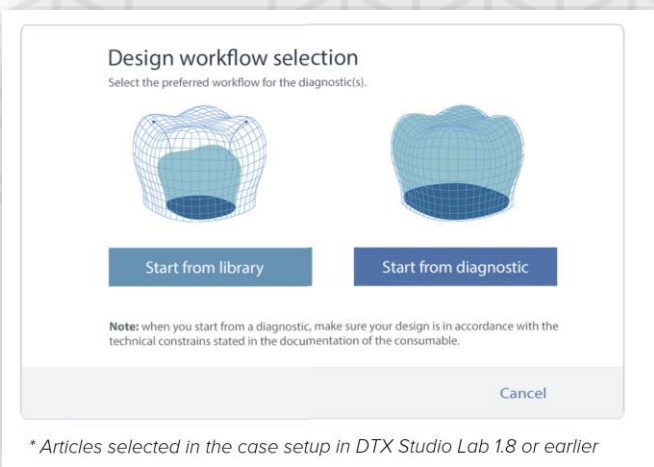 Design workflow selection
Select the preferred workflow for the diagnostic(s).
Start from library
Start from diagnostic
Note: when you start from a diagnostic, make sure your design is in accordance with the
technical constrains stated in the documentation of the consumable.
Cancel
* Articles selected in the case setup in DTX Studio Lab 1.8 or earlier